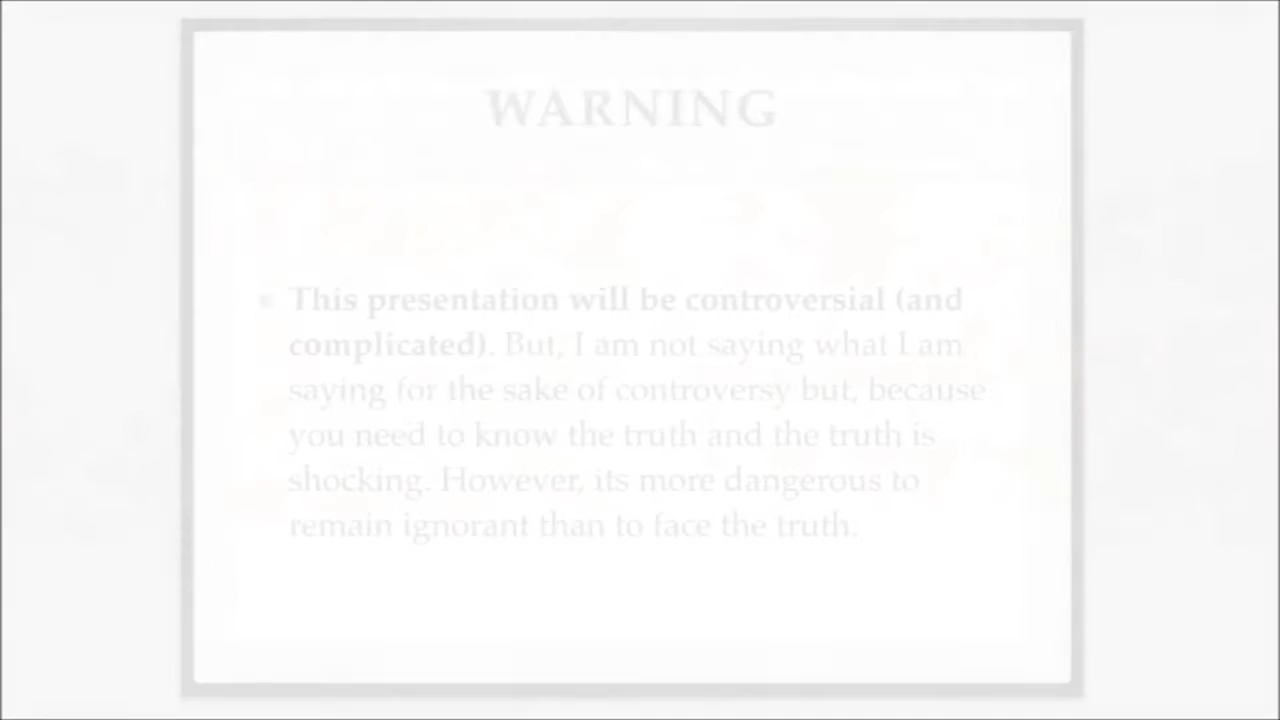 WARNING
This presentation will be controversial (and
complicated). But, I am not saying what I am
saying for the sake of controversy but, because
you need to know the truth and the truth is
shocking. However, its more dangerous to
remain ignorant than to face the truth.